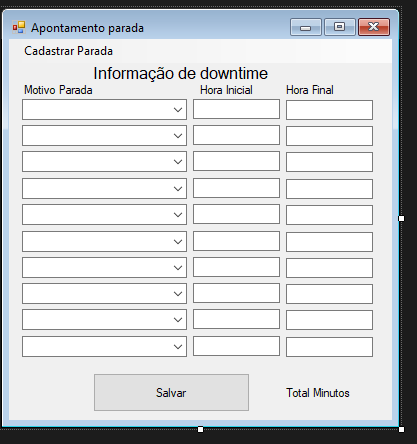 Apontamento parada
Cadastrar Parada
Informação de downtime
Motivo Parada Hora Inicial Hora Final
Salvar Total Minutos